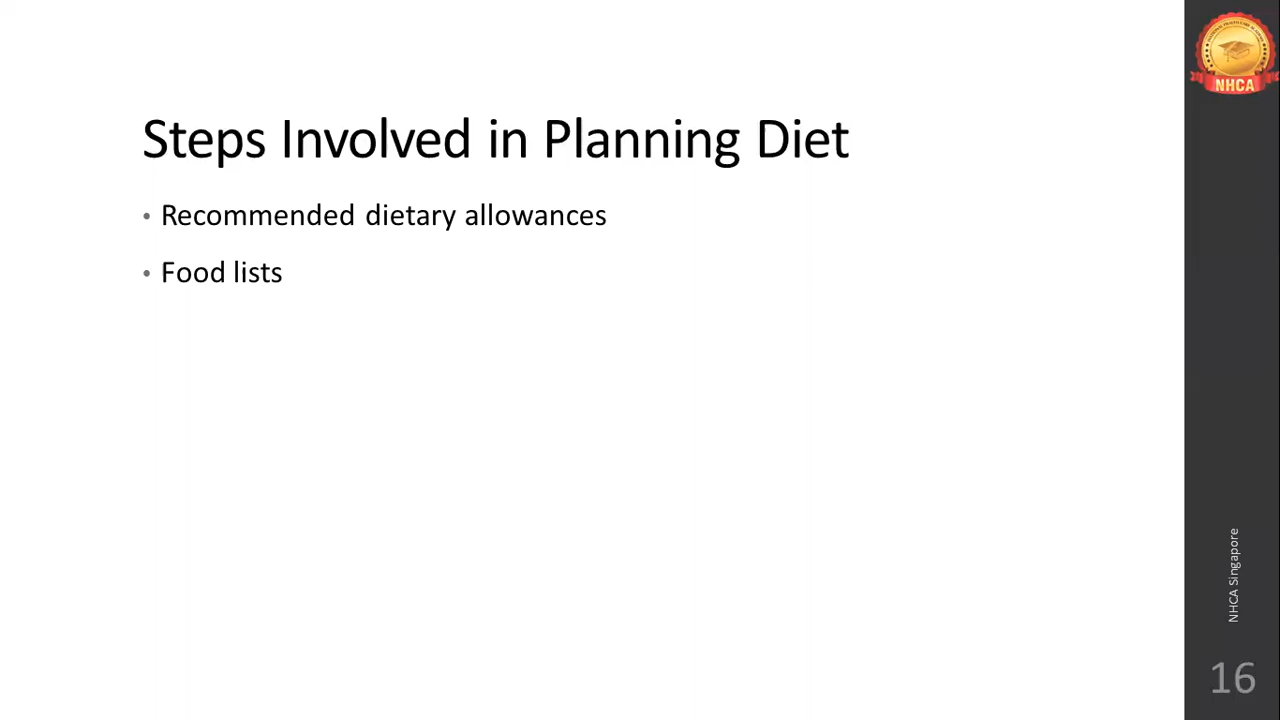 Steps Involved in Planning Diet
• Recommended dietary allowances
• Food lists
NHCA
NHCA Singapore
16